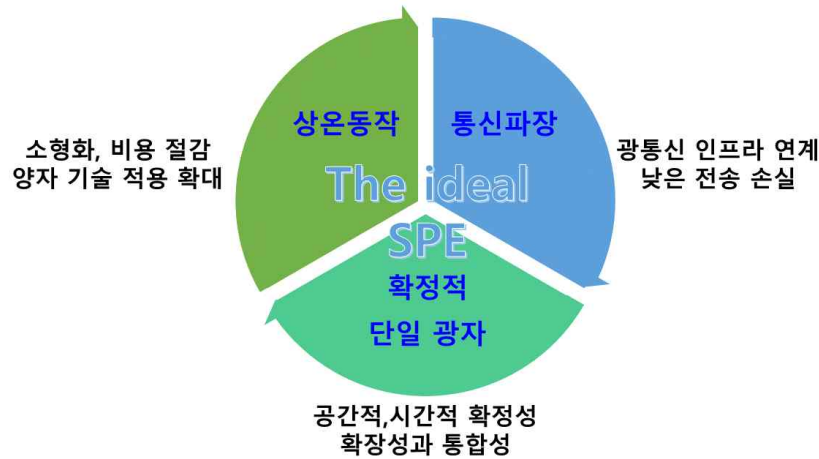 상온동작
통신파장
소형화, 비용 절감
양자 기술 적용 확대
광통신 인프라 연계
낮은 전송 손실
The ideal
SPE
확정적
단일 광자
공간적,시간적 확정성
확장성과 통합성